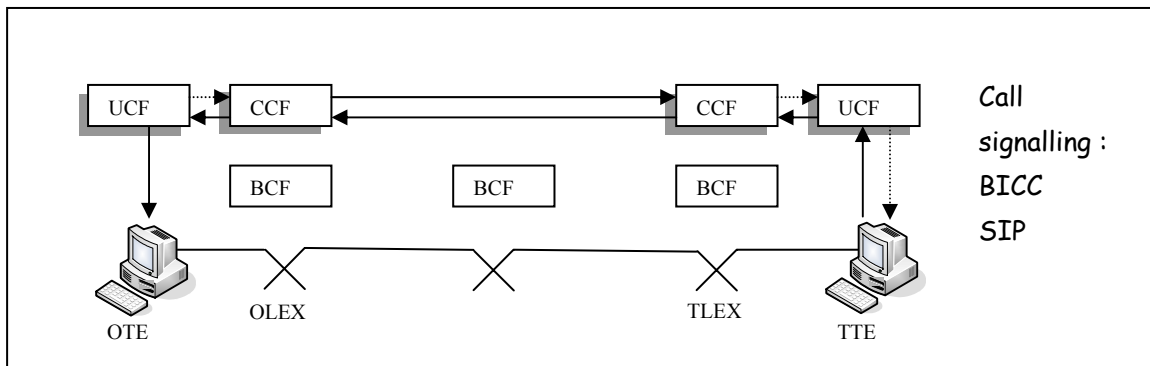 UCF CCF CCF UCF
BCF BCF BCF
OTE OLEX TLEX TTE
Call
signalling :
BICC
SIP